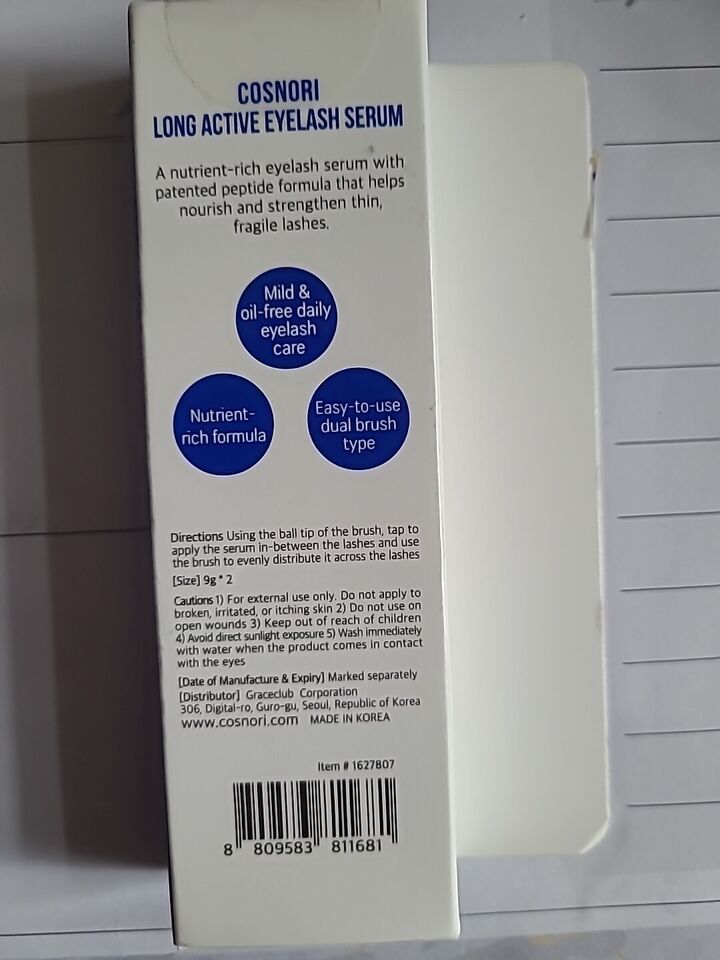 COSNORI
LONG ACTIVE EYELASH SERUM
A nutrient-rich eyelash serum with
patented peptide formula that helps
nourish and strengthen thin,
fragile lashes.
Mild &
oil-free daily
eyelash
care
Nutrient-
rich formula
Easy-to-use
dual brush
type
Directions Using the ball tip of the brush, tap to
apply the serum in-between the lashes and use
the brush to evenly distribute it across the lashes
[Size] 9g * 2
Cautions 1) For external use only. Do not apply to
broken, irritated, or itching skin 2) Do not use on
open wounds 3) Keep out of reach of children
4) Avoid direct sunlight exposure 5) Wash immediately
with water when the product comes in contact
with the eyes
[Date of Manufacture & Expiry] Marked separately
[Distributor] Graceclub Corporation
306, Digital-ro, Guro-gu, Seoul, Republic of Korea
www.cosnori.com MADE IN KOREA
Item # 1627807
8 809583 811681